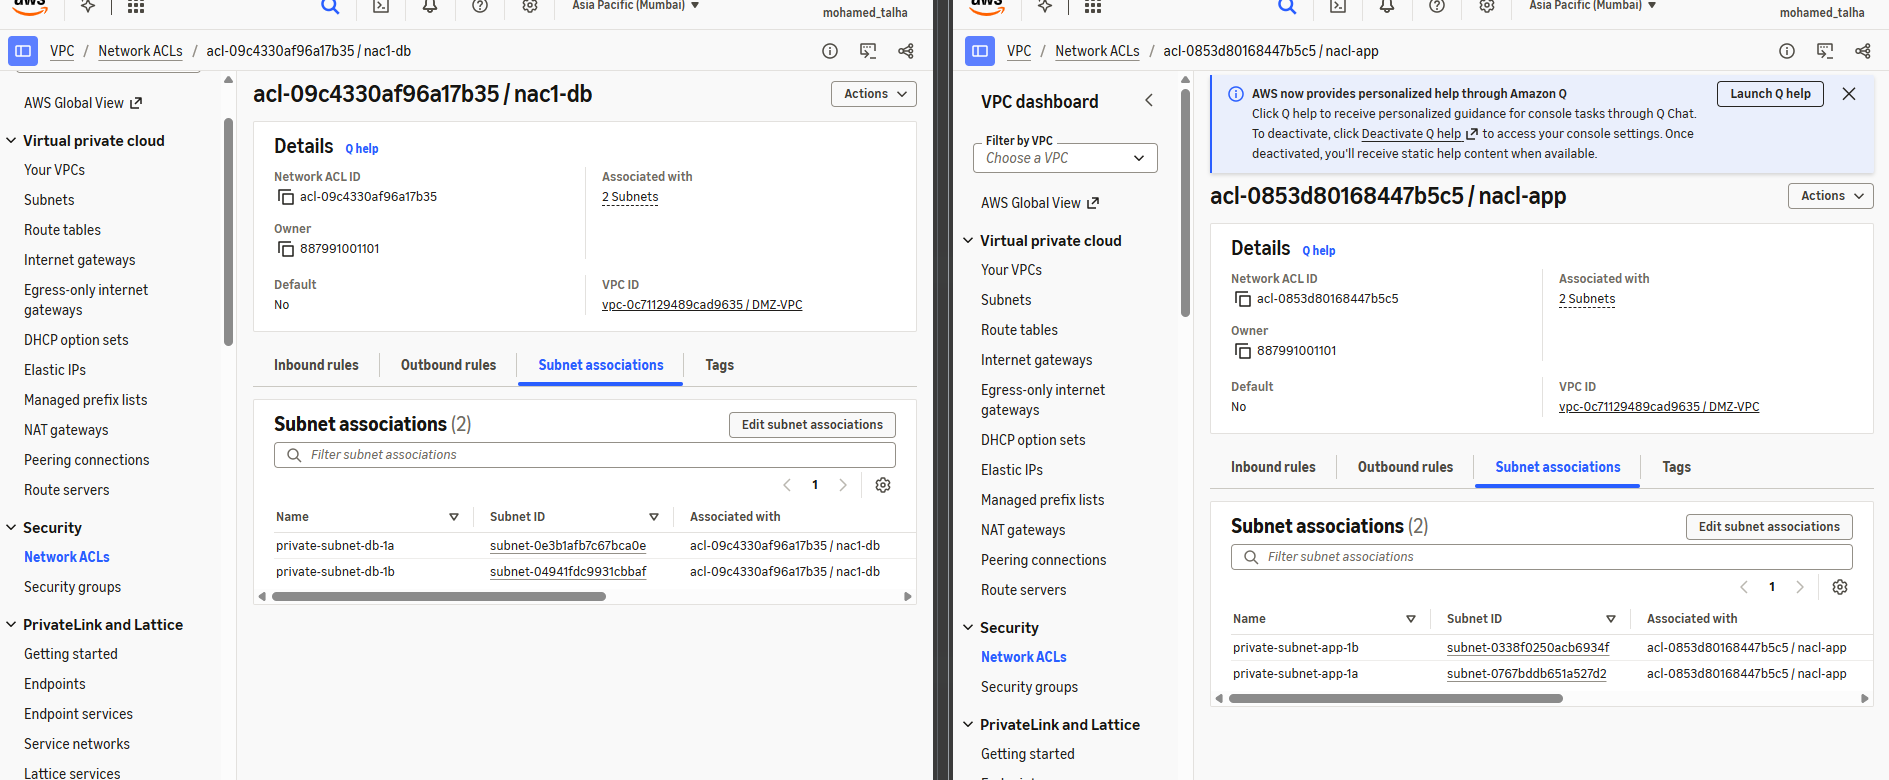 aws
Asia Pacific (Mumbai)
mohamed_talha
VPC / Network ACLs / acl-09c4330af96a17b35 / nac1-db
AWS Global View
Virtual private cloud
Your VPCs
Subnets
Route tables
Internet gateways
Egress-only internet
gateways
DHCP option sets
Elastic IPs
Managed prefix lists
NAT gateways
Peering connections
Route servers
Security
Network ACLs
Security groups
PrivateLink and Lattice
Getting started
Endpoints
Endpoint services
Service networks
Lattice services
acl-09c4330af96a17b35 / nac1-db
Actions
Details Q help
Network ACL ID
acl-09c4330af96a17b35
Associated with
2 Subnets
Owner
887991001101
Default
No
VPC ID
vpc-0c71129489cad9635 / DMZ-VPC
Inbound rules Outbound rules Subnet associations Tags
Subnet associations (2)
Edit subnet associations
Filter subnet associations
1
Name Subnet ID Associated with
private-subnet-db-1a subnet-0e3b1afb7c67bca0e acl-09c4330af96a17b35 / nac1-db
private-subnet-db-1b subnet-04941fdc9931cbbaf acl-09c4330af96a17b35 / nac1-db
aws
Asia Pacific (Mumbai)
mohamed_talha
VPC / Network ACLs / acl-0853d80168447b5c5 / nacl-app
VPC dashboard
Filter by VPC
Choose a VPC
AWS Global View
Virtual private cloud
Your VPCs
Subnets
Route tables
Internet gateways
Egress-only internet
gateways
DHCP option sets
Elastic IPs
Managed prefix lists
NAT gateways
Peering connections
Route servers
Security
Network ACLs
Security groups
PrivateLink and Lattice
Getting started
AWS now provides personalized help through Amazon Q
Click Q help to receive personalized guidance for console tasks through Q Chat.
To deactivate, click Deactivate Q help to access your console settings. Once
deactivated, you'll receive static help content when available.
Launch Q help
acl-0853d80168447b5c5 / nacl-app
Actions
Details Q help
Network ACL ID
acl-0853d80168447b5c5
Associated with
2 Subnets
Owner
887991001101
Default
No
VPC ID
vpc-0c71129489cad9635 / DMZ-VPC
Inbound rules Outbound rules Subnet associations Tags
Subnet associations (2)
Edit subnet associations
Filter subnet associations
1
Name Subnet ID Associated with
private-subnet-app-1b subnet-0338f0250acb6934f acl-0853d80168447b5c5 / nacl-app
private-subnet-app-1a subnet-0767bddb651a527d2 acl-0853d80168447b5c5 / nacl-app